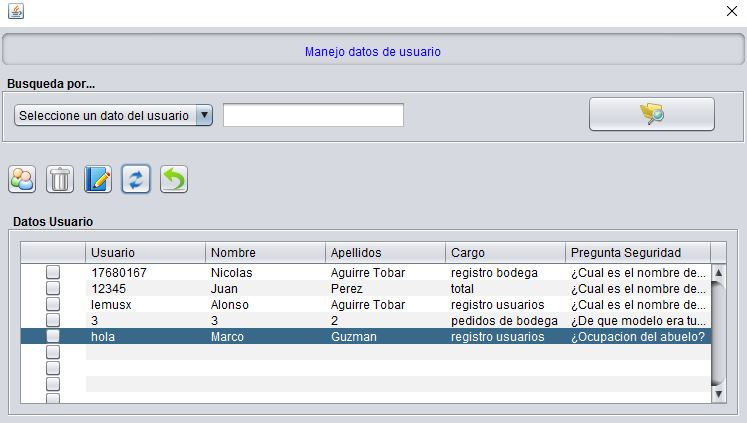 Manejo datos de usuario
Busqueda por...
Seleccione un dato del usuario
Datos Usuario
Usuario Nombre Apellidos Cargo Pregunta Seguridad
17680167 Nicolas Aguirre Tobar registro bodega ¿Cual es el nombre de...
12345 Juan Perez total ¿Cual es el nombre de...
lemusx Alonso Aguirre Tobar registro usuarios ¿Cual es el nombre de...
3 3 2 pedidos de bodega ¿De que modelo era tu...
hola Marco Guzman registro usuarios ¿Ocupacion del abuelo?